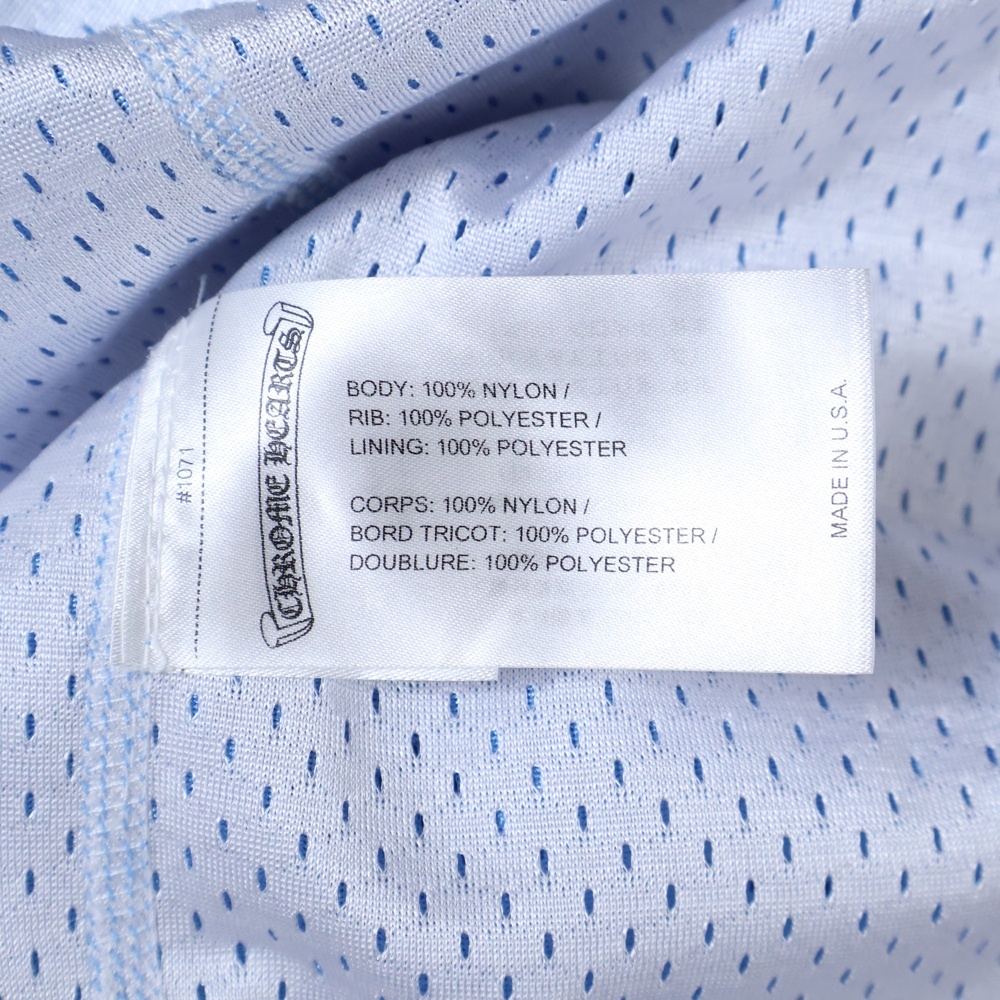 #1071
CHROME HEARTS
BODY: 100% NYLON /
RIB: 100% POLYESTER /
LINING: 100% POLYESTER
CORPS: 100% NYLON /
BORD TRICOT: 100% POLYESTER /
DOUBLURE: 100% POLYESTER
MADE IN U.S.A.